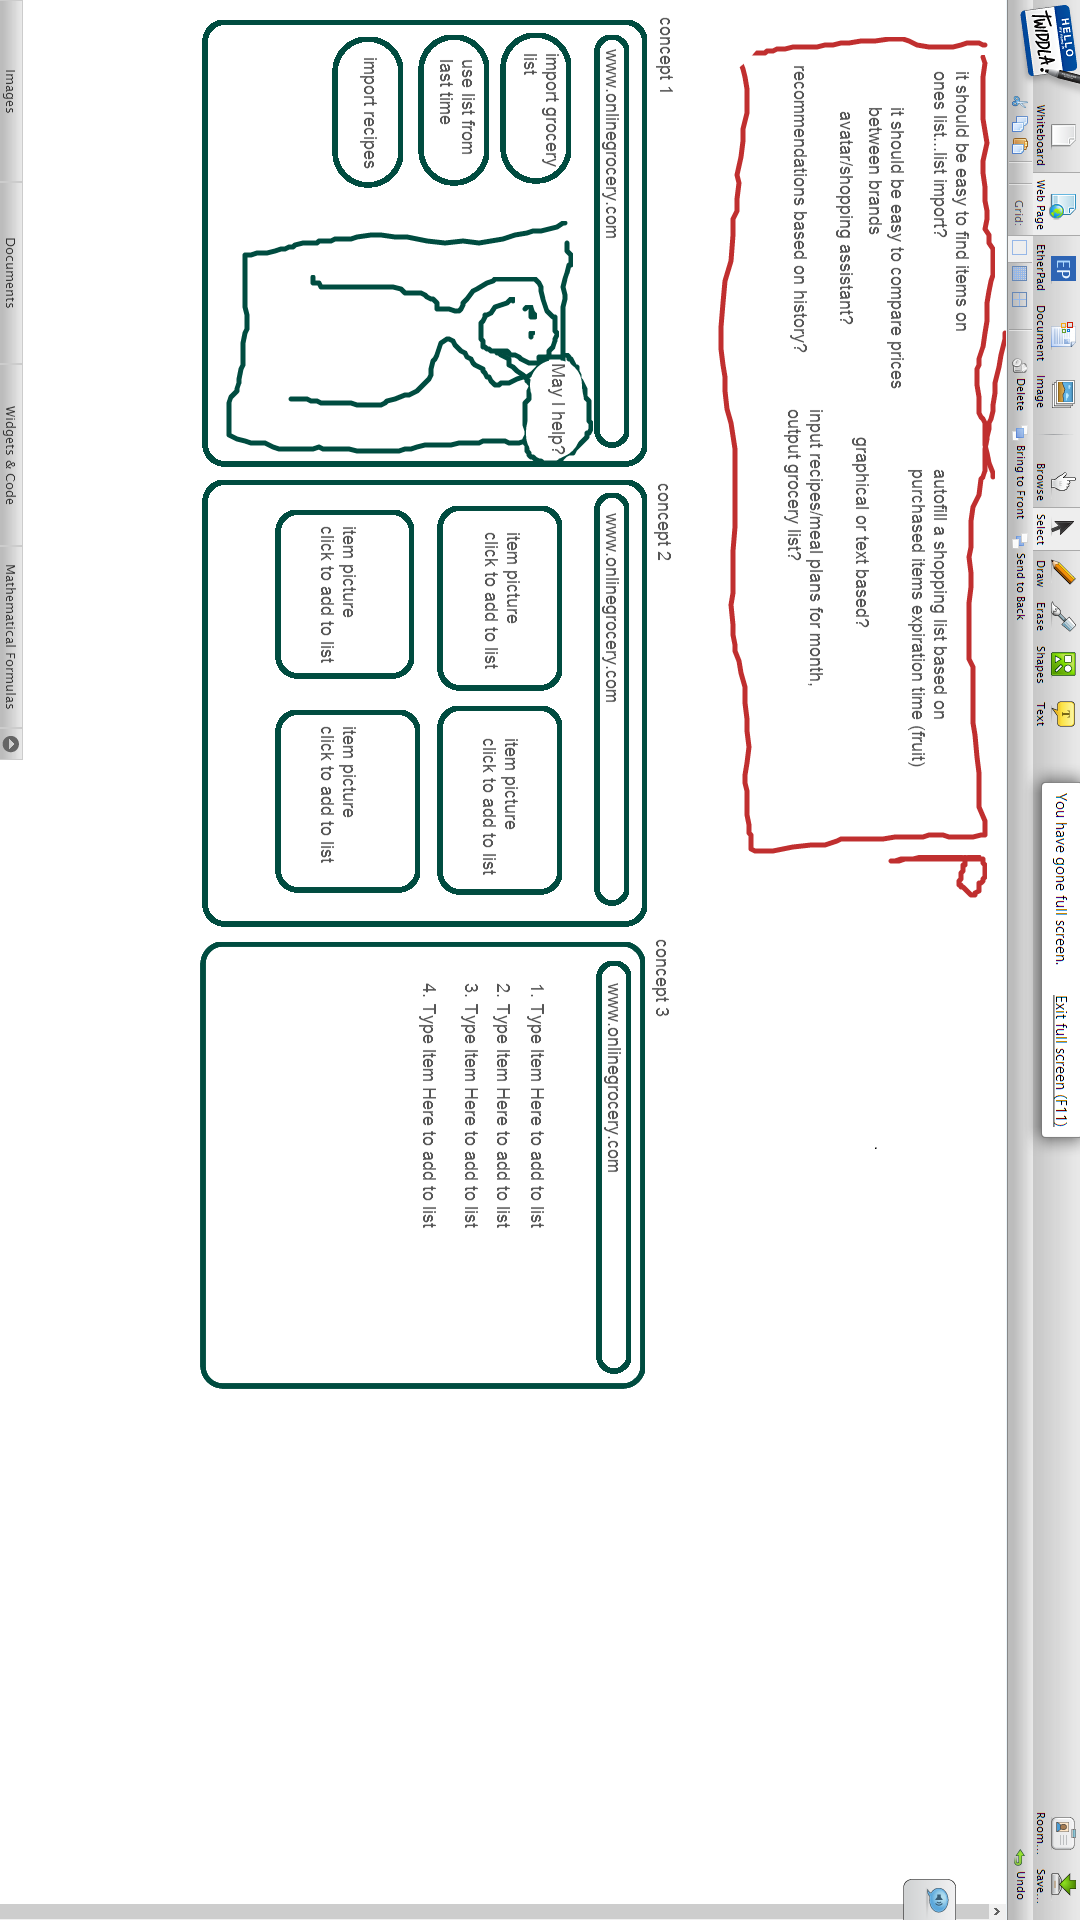 HELLO
TWIDDLA!
Whiteboard
Web Page
EtherPad
EP
Document
Image
Browse
Select
Draw
Erase
Shapes
Text
T
You have gone full screen. Exit full screen (F11)
Room...
Save...
Grid:
Delete
Bring to Front
Send to Back
Undo
it should be easy to find items on
ones list...list import?
autofill a shopping list based on
purchased items expiration time (fruit)
it should be easy to compare prices
between brands
graphical or text based?
avatar/shopping assistant?
input recipes/meal plans for month,
output grocery list?
recommendations based on history?
concept 1
www.onlinegrocery.com
import grocery
list
use list from
last time
import recipes
May I help?
concept 2
www.onlinegrocery.com
item picture
click to add to list
item picture
click to add to list
item picture
click to add to list
item picture
click to add to list
concept 3
www.onlinegrocery.com
1. Type Item Here to add to list
2. Type Item Here to add to list
3. Type Item Here to add to list
4. Type Item Here to add to list
Images
Documents
Widgets & Code
Mathematical Formulas